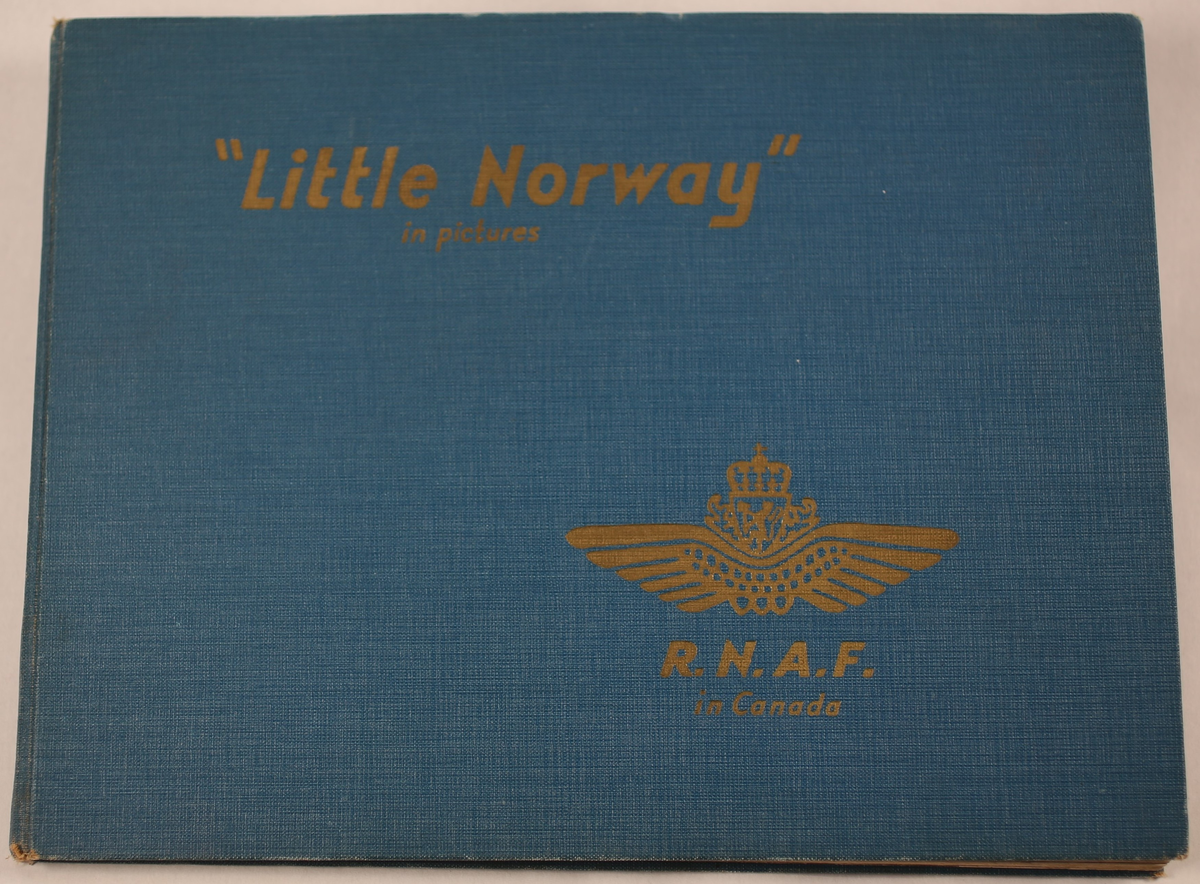 "Little Norway"
in pictures
R.N.A.F.
in Canada